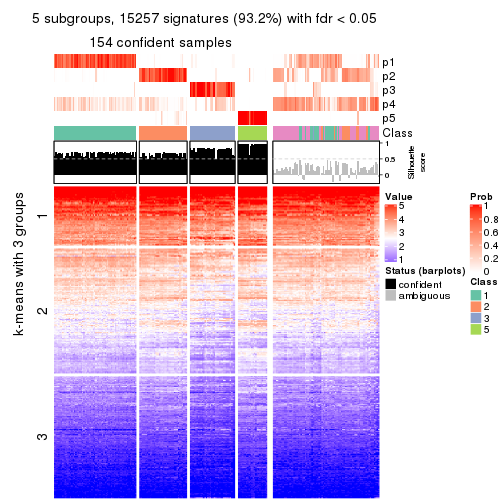 5 subgroups, 15257 signatures (93.2%) with fdr < 0.05
154 confident samples
p1
p2
p3
p4
p5
Class
1
0.5
0
Silhouette
score
k-means with 3 groups
1
2
3
Value
5
4
3
2
1
Status (barplots)
confident
ambiguous
Prob
1
0.8
0.6
0.4
0.2
0
Class
1
2
3
5